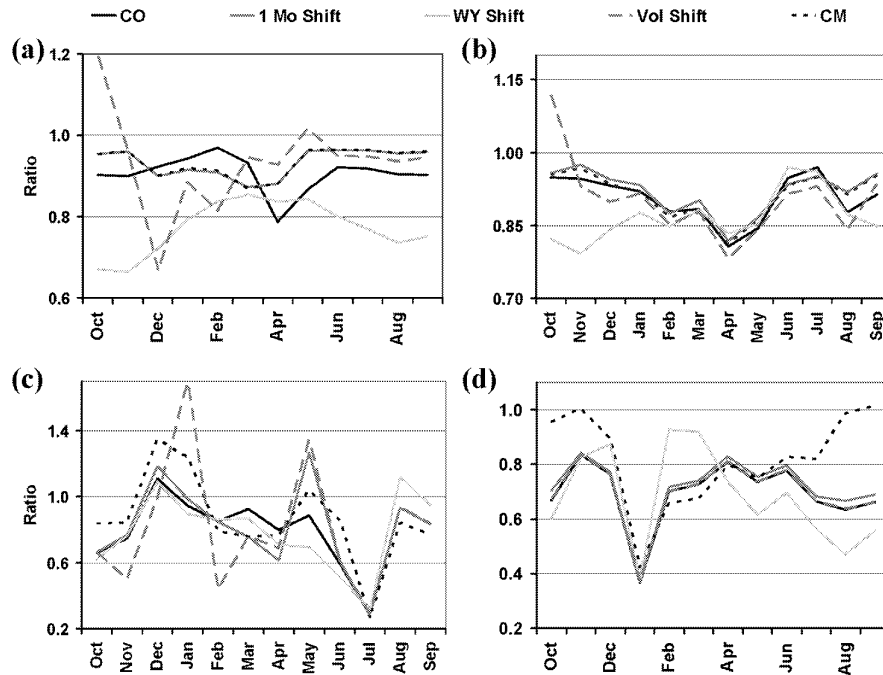 CO 1 Mo Shift WY Shift Vol Shift CM
(a) (b)
1.2 1.0 0.8 0.6
Ratio
Oct Dec Feb Apr Jun Aug
1.15 1.00 0.85 0.70
Oct Nov Dec Jan Feb Mar Apr May Jun Jul Aug Sep
(c) (d)
1.4 1.0 0.6 0.2
Ratio
Oct Nov Dec Jan Feb Mar Apr May Jun Jul Aug Sep
1.0 0.8 0.6 0.4 0.2
Oct Dec Feb Apr Jun Aug